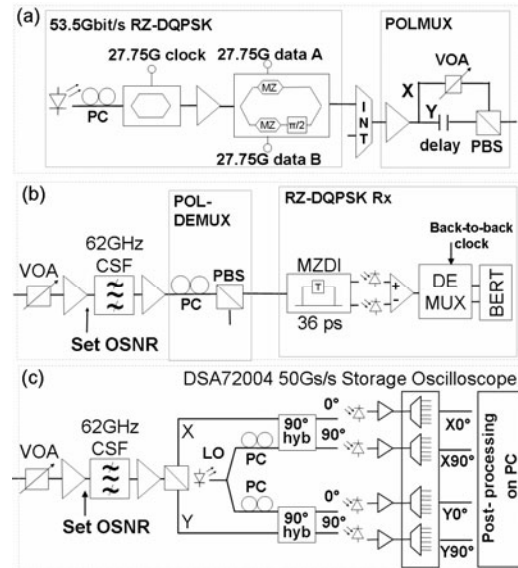 (a)
53.5Gbit/s RZ-DQPSK
POLMUX
27.75G clock
27.75G data A
VOA
PC
MZ
MZ
π/2
I
N
T
X
Y
27.75G data B
delay
PBS
(b)
POL-
DEMUX
RZ-DQPSK Rx
62GHz
CSF
VOA
PBS
Back-to-back
clock
MZDI
T
+
-
DE
MUX
BERT
PC
36 ps
Set OSNR
(c)
DSA72004 50Gs/s Storage Oscilloscope
62GHz
CSF
VOA
X
LO
PC
PC
90°
hyb
0°
90°
X0°
X90°
90°
hyb
0°
90°
Y0°
Y90°
Y
Set OSNR
Post- processing
on PC